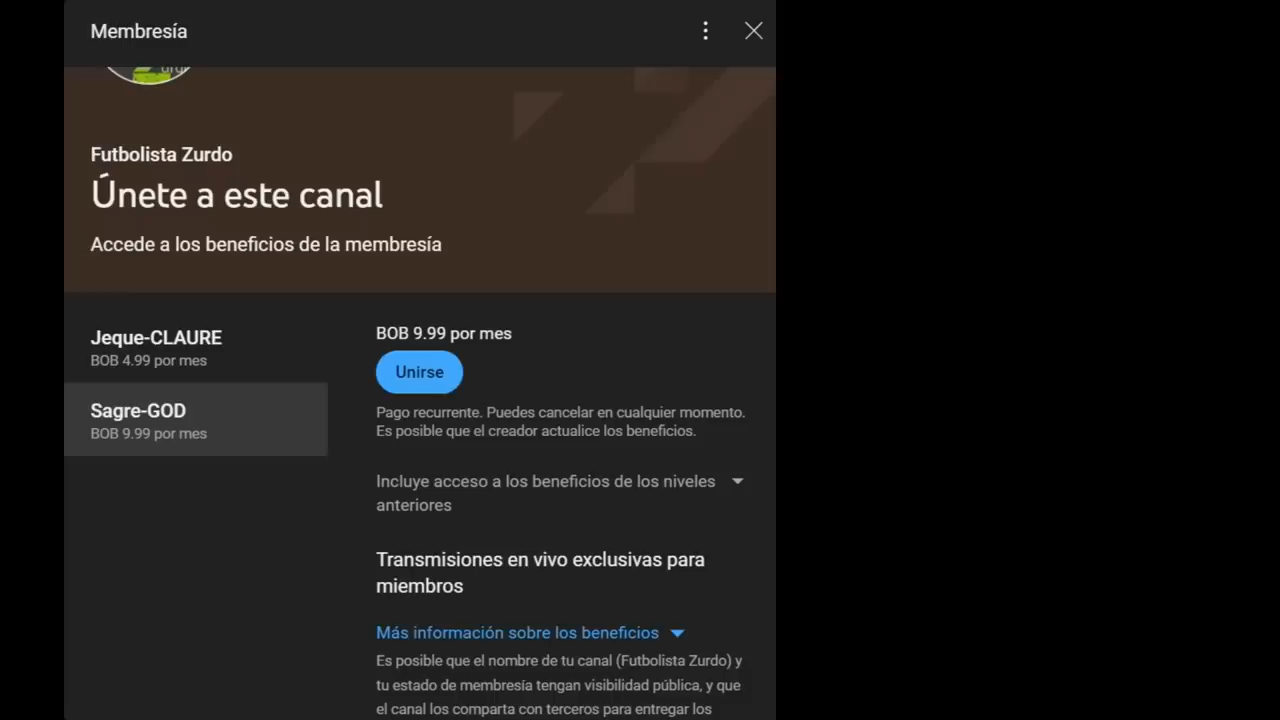 Membresía
Futbolista Zurdo
Únete a este canal
Accede a los beneficios de la membresía
Jeque-CLAURE
BOB 4.99 por mes
Sagre-GOD
BOB 9.99 por mes
BOB 9.99 por mes
Unirse
Pago recurrente. Puedes cancelar en cualquier momento.
Es posible que el creador actualice los beneficios.
Incluye acceso a los beneficios de los niveles
anteriores
Transmisiones en vivo exclusivas para
miembros
Más información sobre los beneficios
Es posible que el nombre de tu canal (Futbolista Zurdo) y
tu estado de membresía tengan visibilidad pública, y que
el canal los comparta con terceros para entregar los